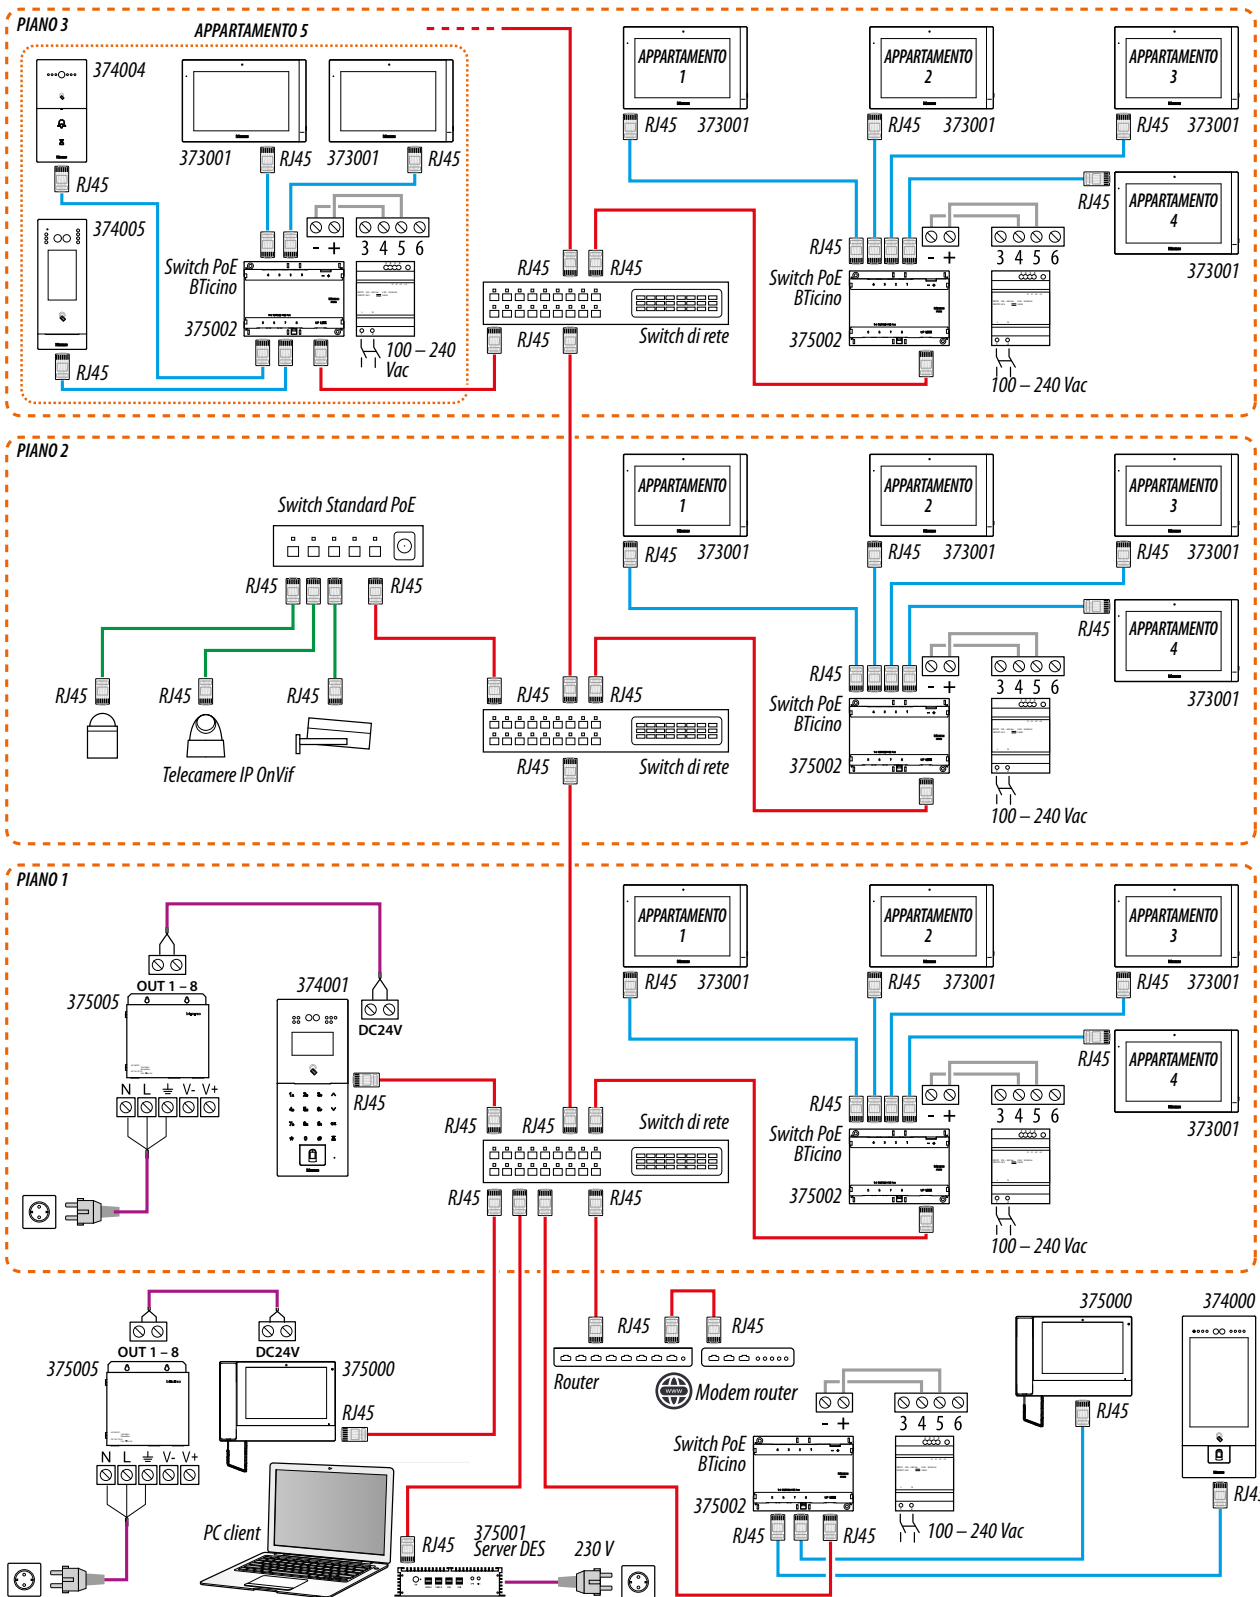 PIANO 3
APPARTAMENTO 5
374004
RJ45
374005
RJ45
373001
RJ45
373001
RJ45
- +
3 4 5 6
Switch PoE
BTicino
375002
100 – 240
Vac
RJ45
RJ45
RJ45
Switch di rete
APPARTAMENTO
1
RJ45 373001
APPARTAMENTO
2
RJ45 373001
APPARTAMENTO
3
RJ45 373001
RJ45
APPARTAMENTO
4
373001
RJ45
- +
3 4 5 6
Switch PoE
BTicino
375002
100 – 240 Vac
PIANO 2
Switch Standard PoE
RJ45
RJ45
RJ45
RJ45
RJ45
Telecamere IP OnVif
RJ45
RJ45
RJ45
Switch di rete
APPARTAMENTO
1
RJ45 373001
APPARTAMENTO
2
RJ45 373001
APPARTAMENTO
3
RJ45 373001
RJ45
APPARTAMENTO
4
373001
RJ45
- +
3 4 5 6
Switch PoE
BTicino
375002
100 – 240 Vac
PIANO 1
OUT 1 – 8
375005
N L V- V+
374001
DC24V
RJ45
RJ45
RJ45
Switch di rete
RJ45
RJ45
APPARTAMENTO
1
RJ45 373001
APPARTAMENTO
2
RJ45 373001
APPARTAMENTO
3
RJ45 373001
RJ45
APPARTAMENTO
4
373001
RJ45
- +
3 4 5 6
Switch PoE
BTicino
375002
100 – 240 Vac
OUT 1 – 8
375005
N L V- V+
DC24V
375000
RJ45
PC client
RJ45
375001
Server DES
230 V
RJ45
RJ45
Router
www
Modem router
- +
3 4 5 6
Switch PoE
BTicino
375002
RJ45
RJ45
100 – 240 Vac
375000
RJ45
374000
RJ45